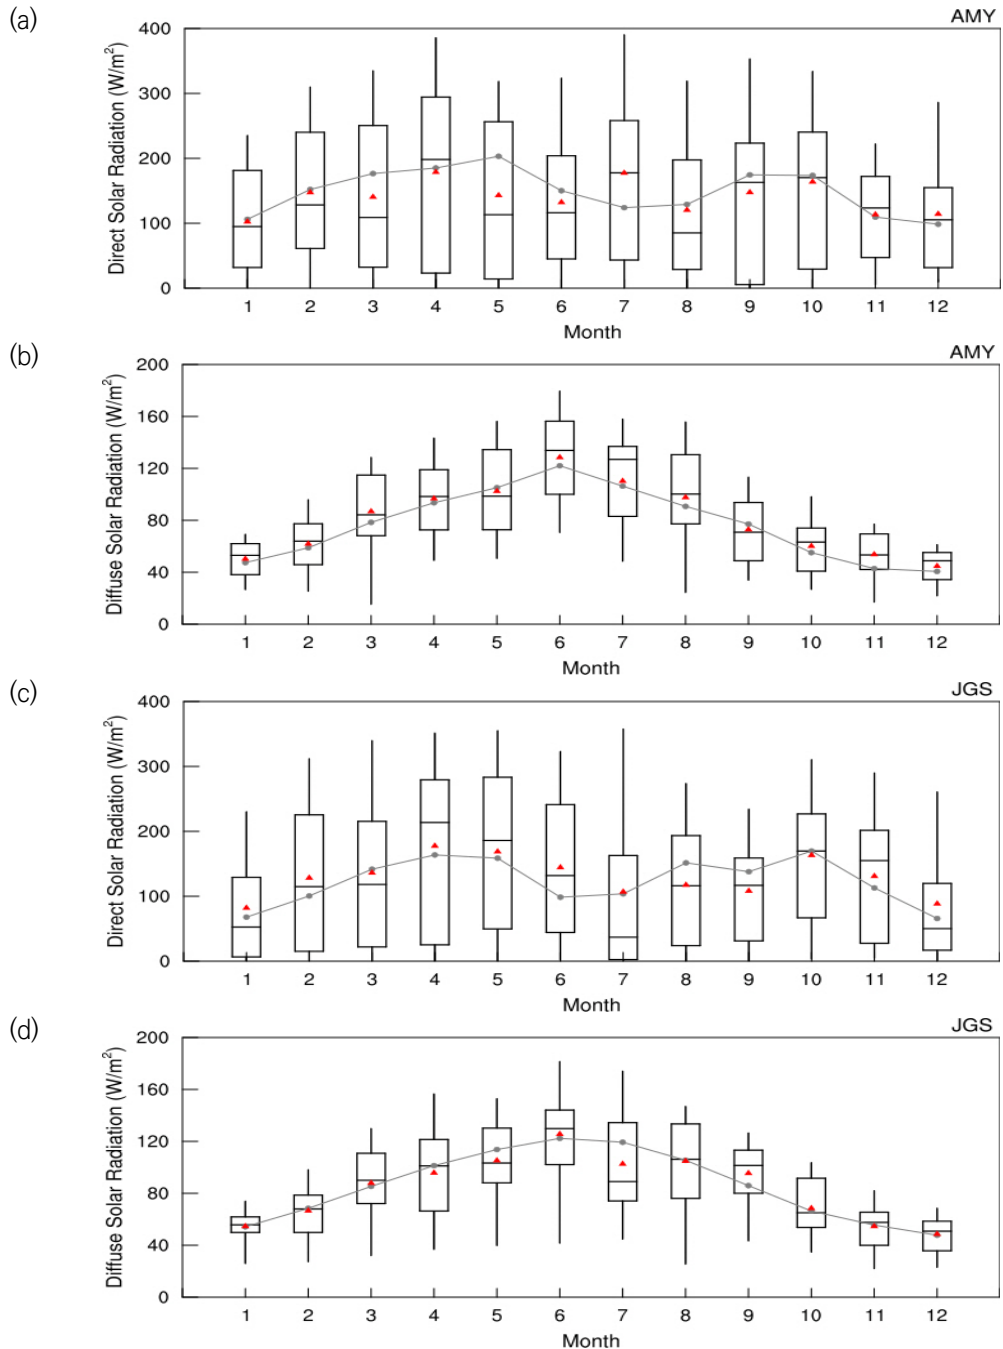 (a)
AMY
Direct Solar Radiation (W/m²)
400
300
200
100
0
1 2 3 4 5 6 7 8 9 10 11 12
Month
(b)
AMY
Diffuse Solar Radiation (W/m²)
200
160
120
80
40
0
1 2 3 4 5 6 7 8 9 10 11 12
Month
(c)
JGS
Direct Solar Radiation (W/m²)
400
300
200
100
0
1 2 3 4 5 6 7 8 9 10 11 12
Month
(d)
JGS
Diffuse Solar Radiation (W/m²)
200
160
120
80
40
0
1 2 3 4 5 6 7 8 9 10 11 12
Month